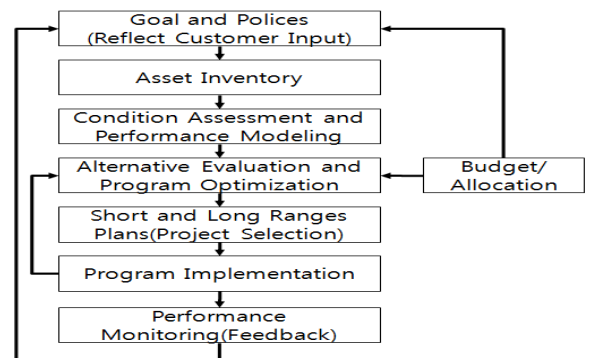 Goal and Polices
(Reflect Customer Input)
Asset Inventory
Condition Assessment and
Performance Modeling
Alternative Evaluation and
Program Optimization
Budget/
Allocation
Short and Long Ranges
Plans(Project Selection)
Program Implementation
Performance
Monitoring(Feedback)